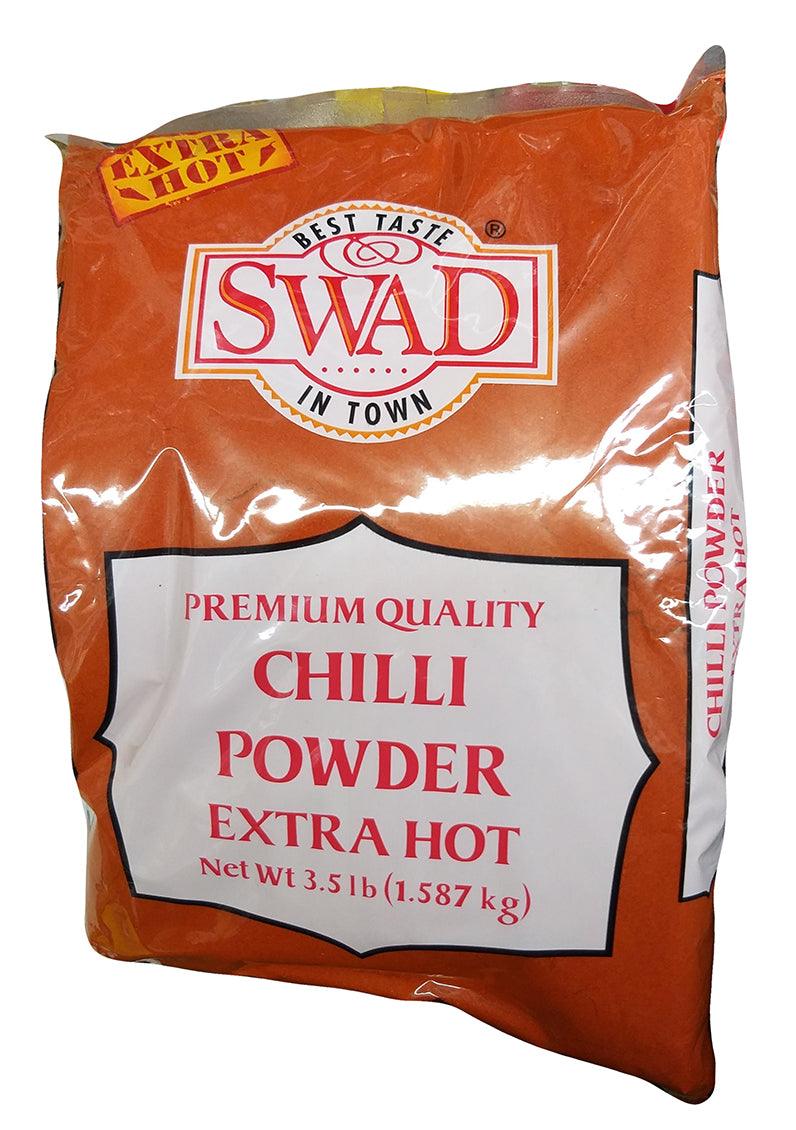 EXTRA
HOT
BEST TASTE
®
SWAD
IN TOWN
PREMIUM QUALITY
CHILLI
POWDER
EXTRA HOT
Net Wt 3.5 lb (1.587 kg)
CHILLI POWDER
EXTRA HOT